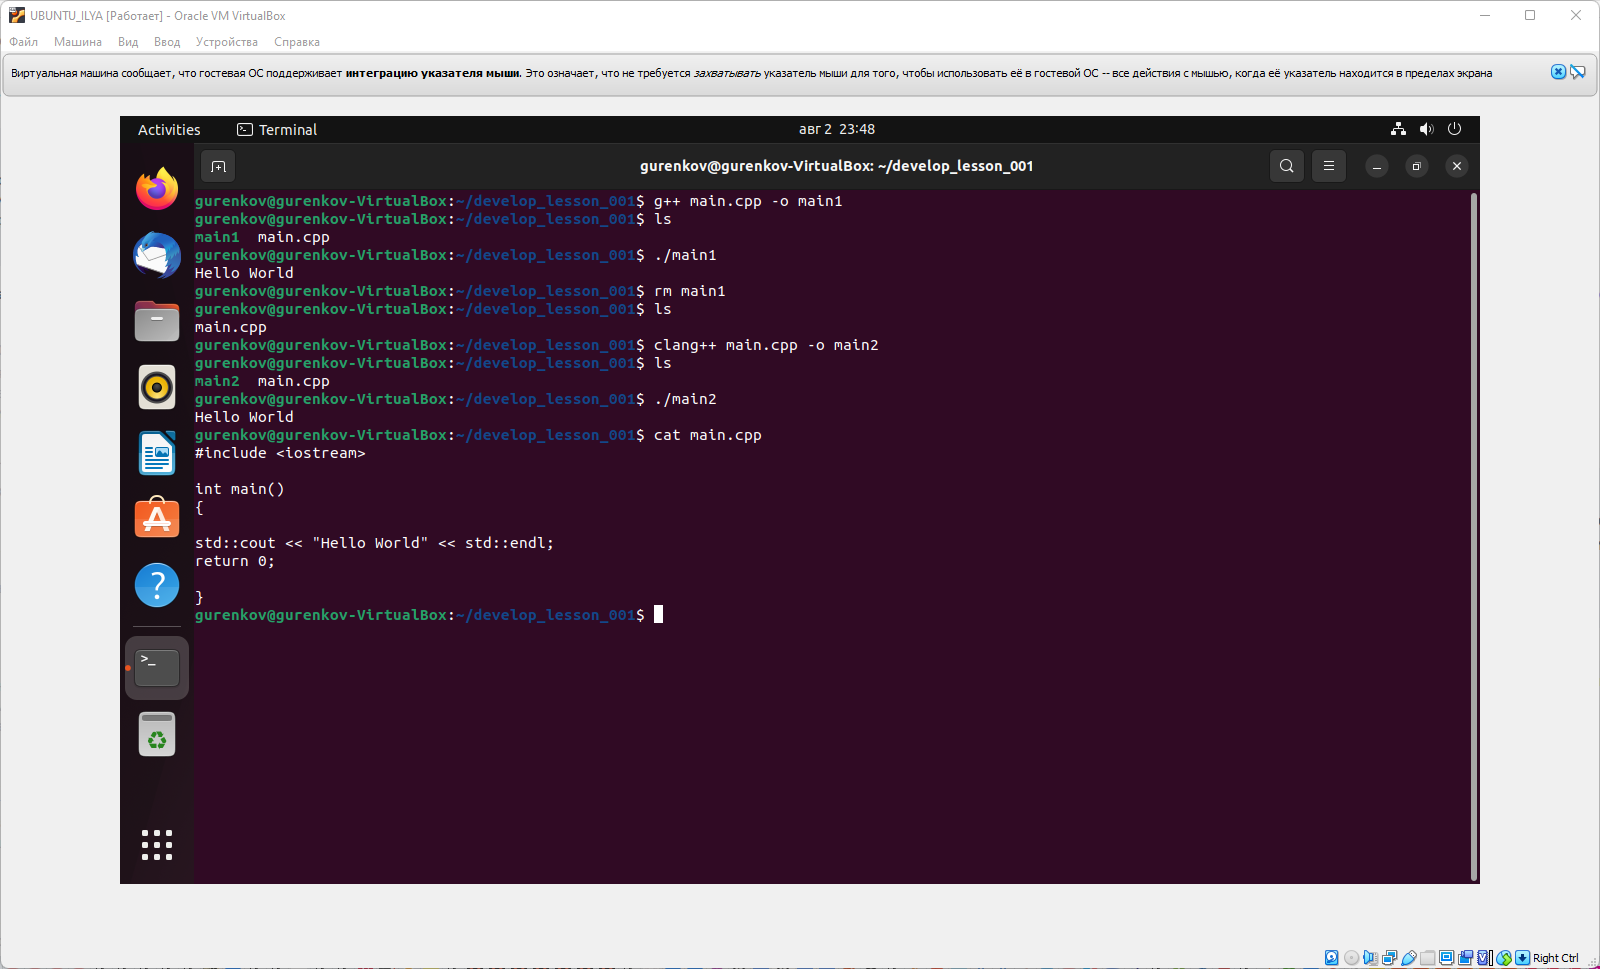 UBUNTU_ILYA [Работает] - Oracle VM VirtualBox
Файл Машина Вид Ввод Устройства Справка
Виртуальная машина сообщает, что гостевая ОС поддерживает интеграцию указателя мыши. Это означает, что не требуется захватывать указатель мыши для того, чтобы использовать её в гостевой ОС -- все действия с мышью, когда её указатель находится в пределах экрана
Activities Terminal авг 2 23:48
gurenkov@gurenkov-VirtualBox: ~/develop_lesson_001
gurenkov@gurenkov-VirtualBox:~/develop_lesson_001$ g++ main.cpp -o main1
gurenkov@gurenkov-VirtualBox:~/develop_lesson_001$ ls
main1 main.cpp
gurenkov@gurenkov-VirtualBox:~/develop_lesson_001$ ./main1
Hello World
gurenkov@gurenkov-VirtualBox:~/develop_lesson_001$ rm main1
gurenkov@gurenkov-VirtualBox:~/develop_lesson_001$ ls
main.cpp
gurenkov@gurenkov-VirtualBox:~/develop_lesson_001$ clang++ main.cpp -o main2
gurenkov@gurenkov-VirtualBox:~/develop_lesson_001$ ls
main2 main.cpp
gurenkov@gurenkov-VirtualBox:~/develop_lesson_001$ ./main2
Hello World
gurenkov@gurenkov-VirtualBox:~/develop_lesson_001$ cat main.cpp
#include <iostream>
int main()
{
std::cout << "Hello World" << std::endl;
return 0;
}
gurenkov@gurenkov-VirtualBox:~/develop_lesson_001$
Right Ctrl